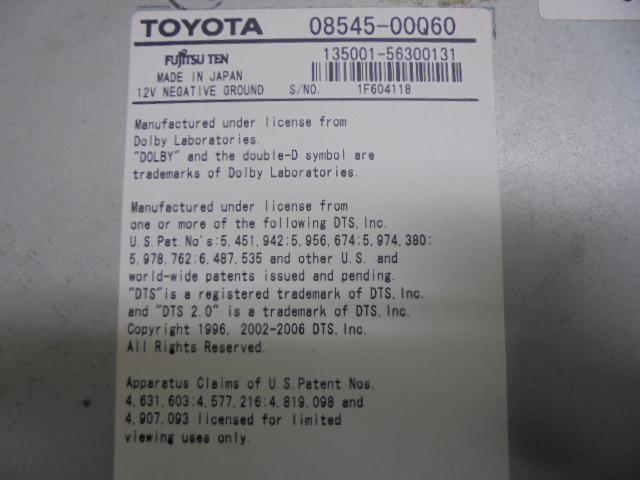 TOYOTA 08545-00Q60
FUJITSU TEN 135001-56300131
MADE IN JAPAN
12V NEGATIVE GROUND S/NO. 1F604118
Manufactured under license from
Dolby Laboratories.
"DOLBY" and the double-D symbol are
trademarks of Dolby Laboratories.
Manufactured under license from
one or more of the following DTS, Inc.
U.S.Pat.No's:5,451,942:5,956,674:5,974,380:
5,978,762:6,487,535 and other U.S. and
world-wide patents issued and pending.
"DTS"is a registered trademark of DTS, Inc.
and "DTS 2.0" is a trademark of DTS, Inc.
Copyright 1996, 2002-2006 DTS, Inc.
All Rights Reserved.
Apparatus Claims of U.S.Patent Nos.
4,631,603:4,577,216:4,819,098 and
4,907,093 licensed for limited
viewing uses only.